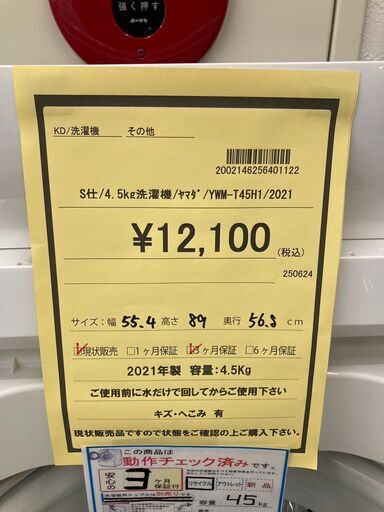 強く押す
KD/洗濯機 その他
2002146256401122
S仕/4.5kg洗濯機/ﾔﾏﾀﾞ/YWM-T45H1/2021
¥12,100
(税込)
250624
サイズ:幅 55.4 高さ 89 奥行 56.8 cm
☑現状販売 □1ヶ月保証 ☑3ヶ月保証 □6ヶ月保証
2021年製 容量:4.5Kg
ご使用前に水だけで回してからご使用下さい
キズ・へこみ 有
現状販売品ですので状態をご確認の上ご購入下さい。
この商品は
動作チェック済みです
安心の 3 ヶ月 保証付
リサイクル アウトレット 新品
容量: 45 kg